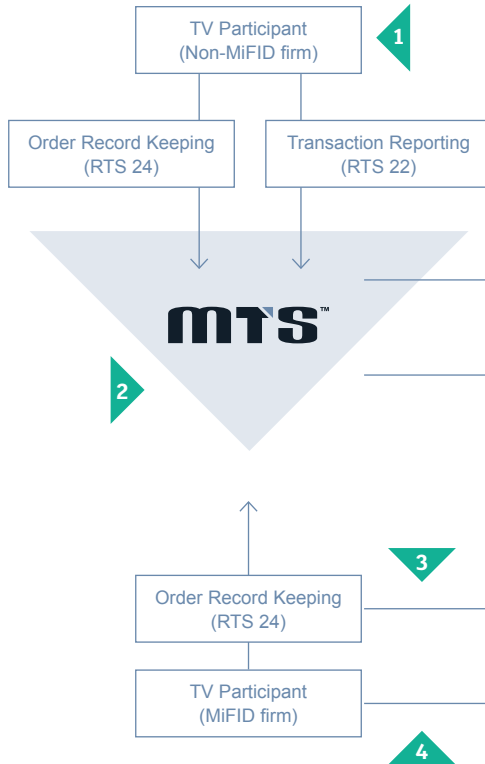 TV Participant
(Non-MiFID firm)
1
Order Record Keeping
(RTS 24)
Transaction Reporting
(RTS 22)
MTS™
2
3
Order Record Keeping
(RTS 24)
TV Participant
(MiFID firm)
4